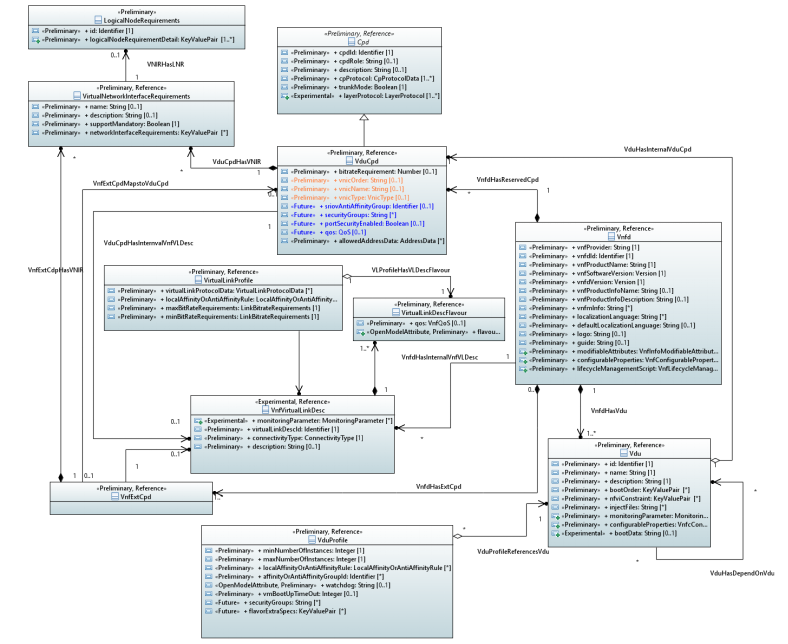 «Preliminary»
LogicalNodeRequirements
«Preliminary» + id: Identifier [1]
«Preliminary» + logicalNodeRequirementDetail: KeyValuePair [1..*]
0..1
VNIRHasLNR
1
«Preliminary, Reference»
VirtualNetworkInterfaceRequirements
«Preliminary» + name: String [0..1]
«Preliminary» + description: String [0..1]
«Preliminary» + supportMandatory: Boolean [1]
«Preliminary» + networkInterfaceRequirements: KeyValuePair [*]
«Preliminary, Reference»
Cpd
«Preliminary» + cpdId: Identifier [1]
«Preliminary» + cpdRole: String [0..1]
«Preliminary» + description: String [0..1]
«Preliminary» + cpProtocol: CpProtocolData [1..*]
«Preliminary» + trunkMode: Boolean [1]
«Experimental» + layerProtocol: LayerProtocol [1..*]
«Preliminary, Reference»
VduCpd
«Preliminary» + bitrateRequirement: Number [0..1]
«Preliminary» + vnicOrder: String [0..1]
«Preliminary» + vnicName: String [0..1]
«Preliminary» + vnicType: VnicType [0..1]
«Future» + sriovAntiAffinityGroup: Identifier [0..1]
«Future» + securityGroups: String [*]
«Future» + portSecurityEnabled: Boolean [0..1]
«Future» + qos: QoS [0..1]
«Preliminary» + allowedAddressData: AddressData [*]
VduHasInternalVduCpd
*
VduCpdHasVNIR
1
*
*
VnfExtCpdMapstoVduCpd
0..1
VnfdHasReservedCpd
*
1
1
VduCpdHasInternvalVnfVLDesc
VnfExtCdpHasVNIR
«Preliminary, Reference»
Vnfd
«Preliminary» + vnfProvider: String [1]
«Preliminary» + vnfdId: Identifier [1]
«Preliminary» + vnfProductName: String [1]
«Preliminary» + vnfSoftwareVersion: Version [1]
«Preliminary» + vnfdVersion: Version [1]
«Preliminary» + vnfProductInfoName: String [0..1]
«Preliminary» + vnfProductInfoDescription: String [0..1]
«Preliminary» + vnfmInfo: String [*]
«Preliminary» + localizationLanguage: String [*]
«Preliminary» + defaultLocalizationLanguage: String [0..1]
«Preliminary» + logo: String [0..1]
«Preliminary» + guide: String [0..1]
«Preliminary» + modifiableAttributes: VnfInfoModifiableAttribut...
«Preliminary» + configurableProperties: VnfConfigurablePropert...
«Preliminary» + lifecycleManagementScript: VnfLifecycleManag...
«Preliminary, Reference»
VirtualLinkProfile
«Preliminary» + virtualLinkProtocolData: VirtualLinkProtocolData [*]
«Preliminary» + localAffinityOrAntiAffinityRule: LocalAffinityOrAntiAffinity...
«Preliminary» + maxBitRateRequirements: LinkBitrateRequirements [1]
«Preliminary» + minBitRateRequirements: LinkBitrateRequirements [1]
VLProfileHasVLDescFlavour
1
1
«Preliminary, Reference»
VirtualLinkDescFlavour
«Preliminary» + qos: VnfQoS [0..1]
«OpenModelAttribute, Preliminary» + flavou...
1..*
VnfdHasInternalVnfVLDesc
1
1
*
«Experimental, Reference»
VnfVirtualLinkDesc
«Experimental» + monitoringParameter: MonitoringParameter [*]
«Preliminary» + virtualLinkDescId: Identifier [1]
«Preliminary» + connectivityType: ConnectivityType [1]
«Preliminary» + description: String [0..1]
0..1
0..1
1
1
0..1
0..1
1
VnfdHasVdu
1..*
«Preliminary, Reference»
VnfExtCpd
VnfdHasExtCpd
«Preliminary, Reference»
Vdu
«Preliminary» + id: Identifier [1]
«Preliminary» + name: String [1]
«Preliminary» + description: String [1]
«Preliminary» + bootOrder: KeyValuePair [*]
«Preliminary» + nfviConstraint: KeyValuePair [*]
«Preliminary» + injectFiles: String [*]
«Preliminary» + monitoringParameter: Monitorin...
«Preliminary» + configurableProperties: VnfcCon...
«Experimental» + bootData: String [0..1]
1
*
*
VduHasDependOnVdu
«Preliminary, Reference»
VduProfile
«Preliminary» + minNumberOfInstances: Integer [1]
«Preliminary» + maxNumberOfInstances: Integer [1]
«Preliminary» + localAffinityOrAntiAffinityRule: LocalAffinityOrAntiAffinityRule [*]
«Preliminary» + affinityOrAntiAffinityGroupId: Identifier [*]
«OpenModelAttribute, Preliminary» + watchdog: String [0..1]
«Preliminary» + vmBootUpTimeOut: Integer [0..1]
«Future» + securityGroups: String [*]
«Future» + flavorExtraSpecs: KeyValuePair [*]
*
1
VduProfileReferencesVdu